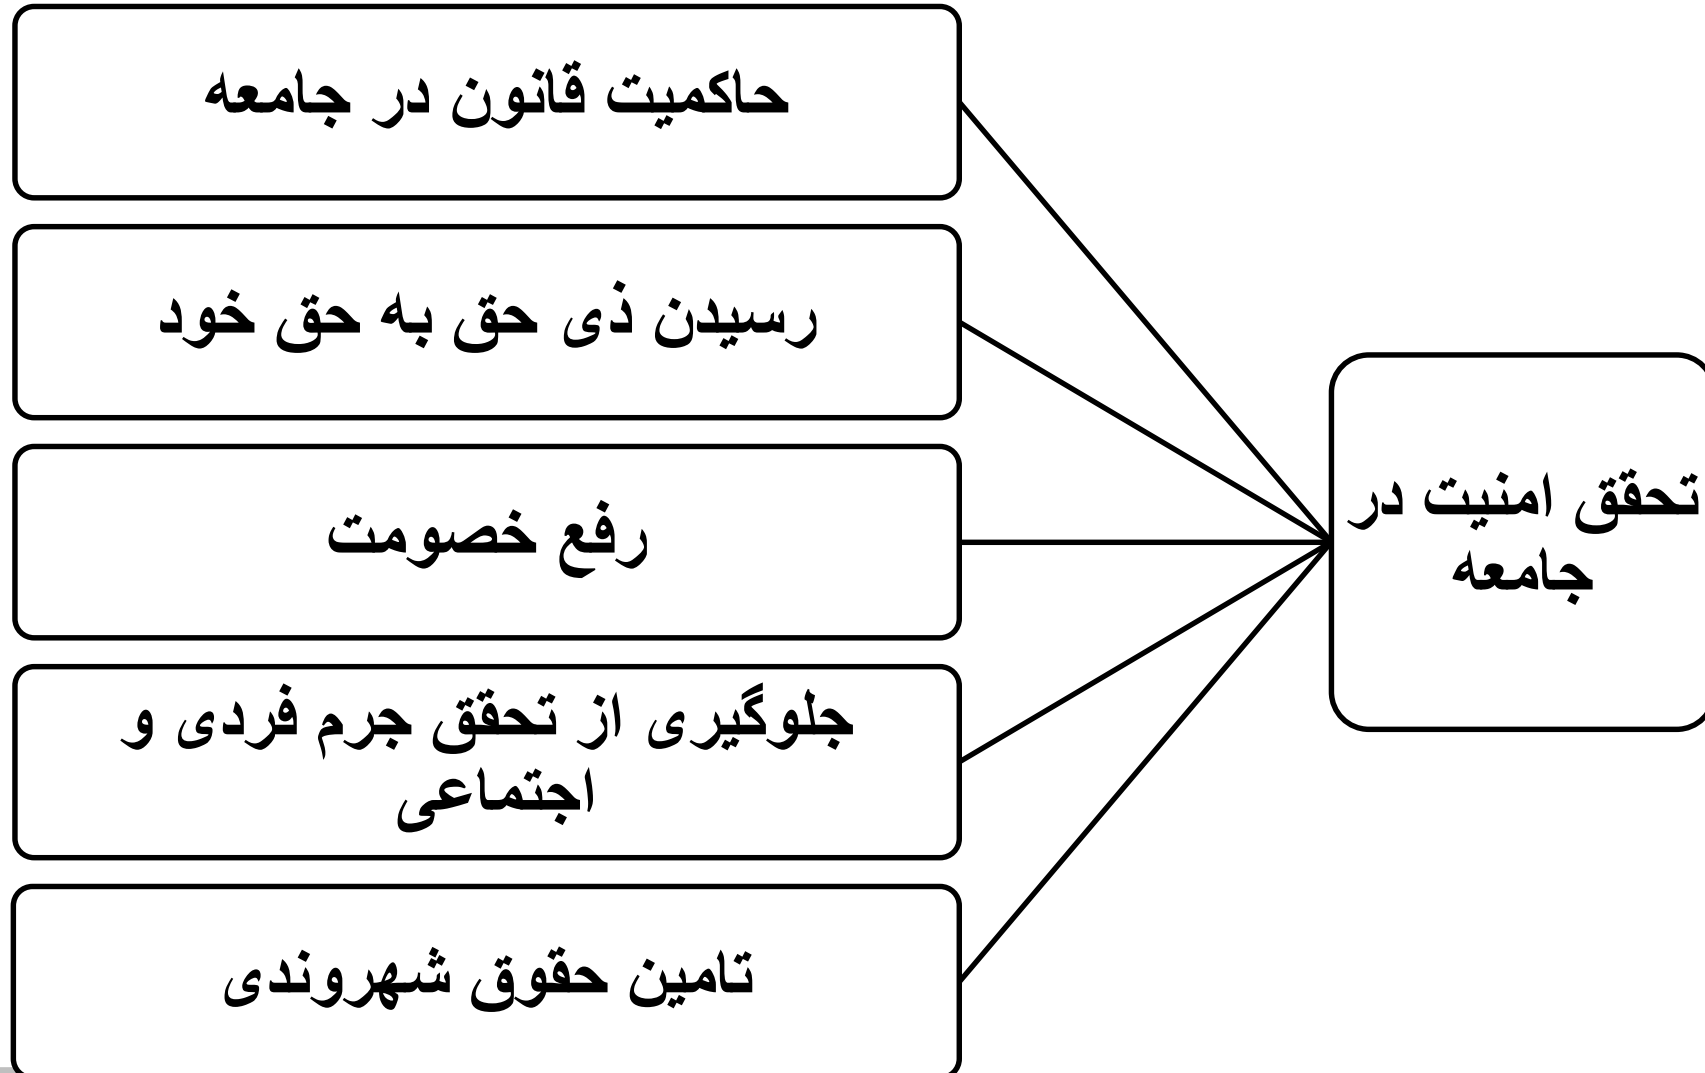 تحقق امنیت در
جامعه
حاکمیت قانون در جامعه
رسیدن ذی حق به حق خود
رفع خصومت
جلوگیری از تحقق جرم فردی و
اجتماعی
تامین حقوق شهروندی